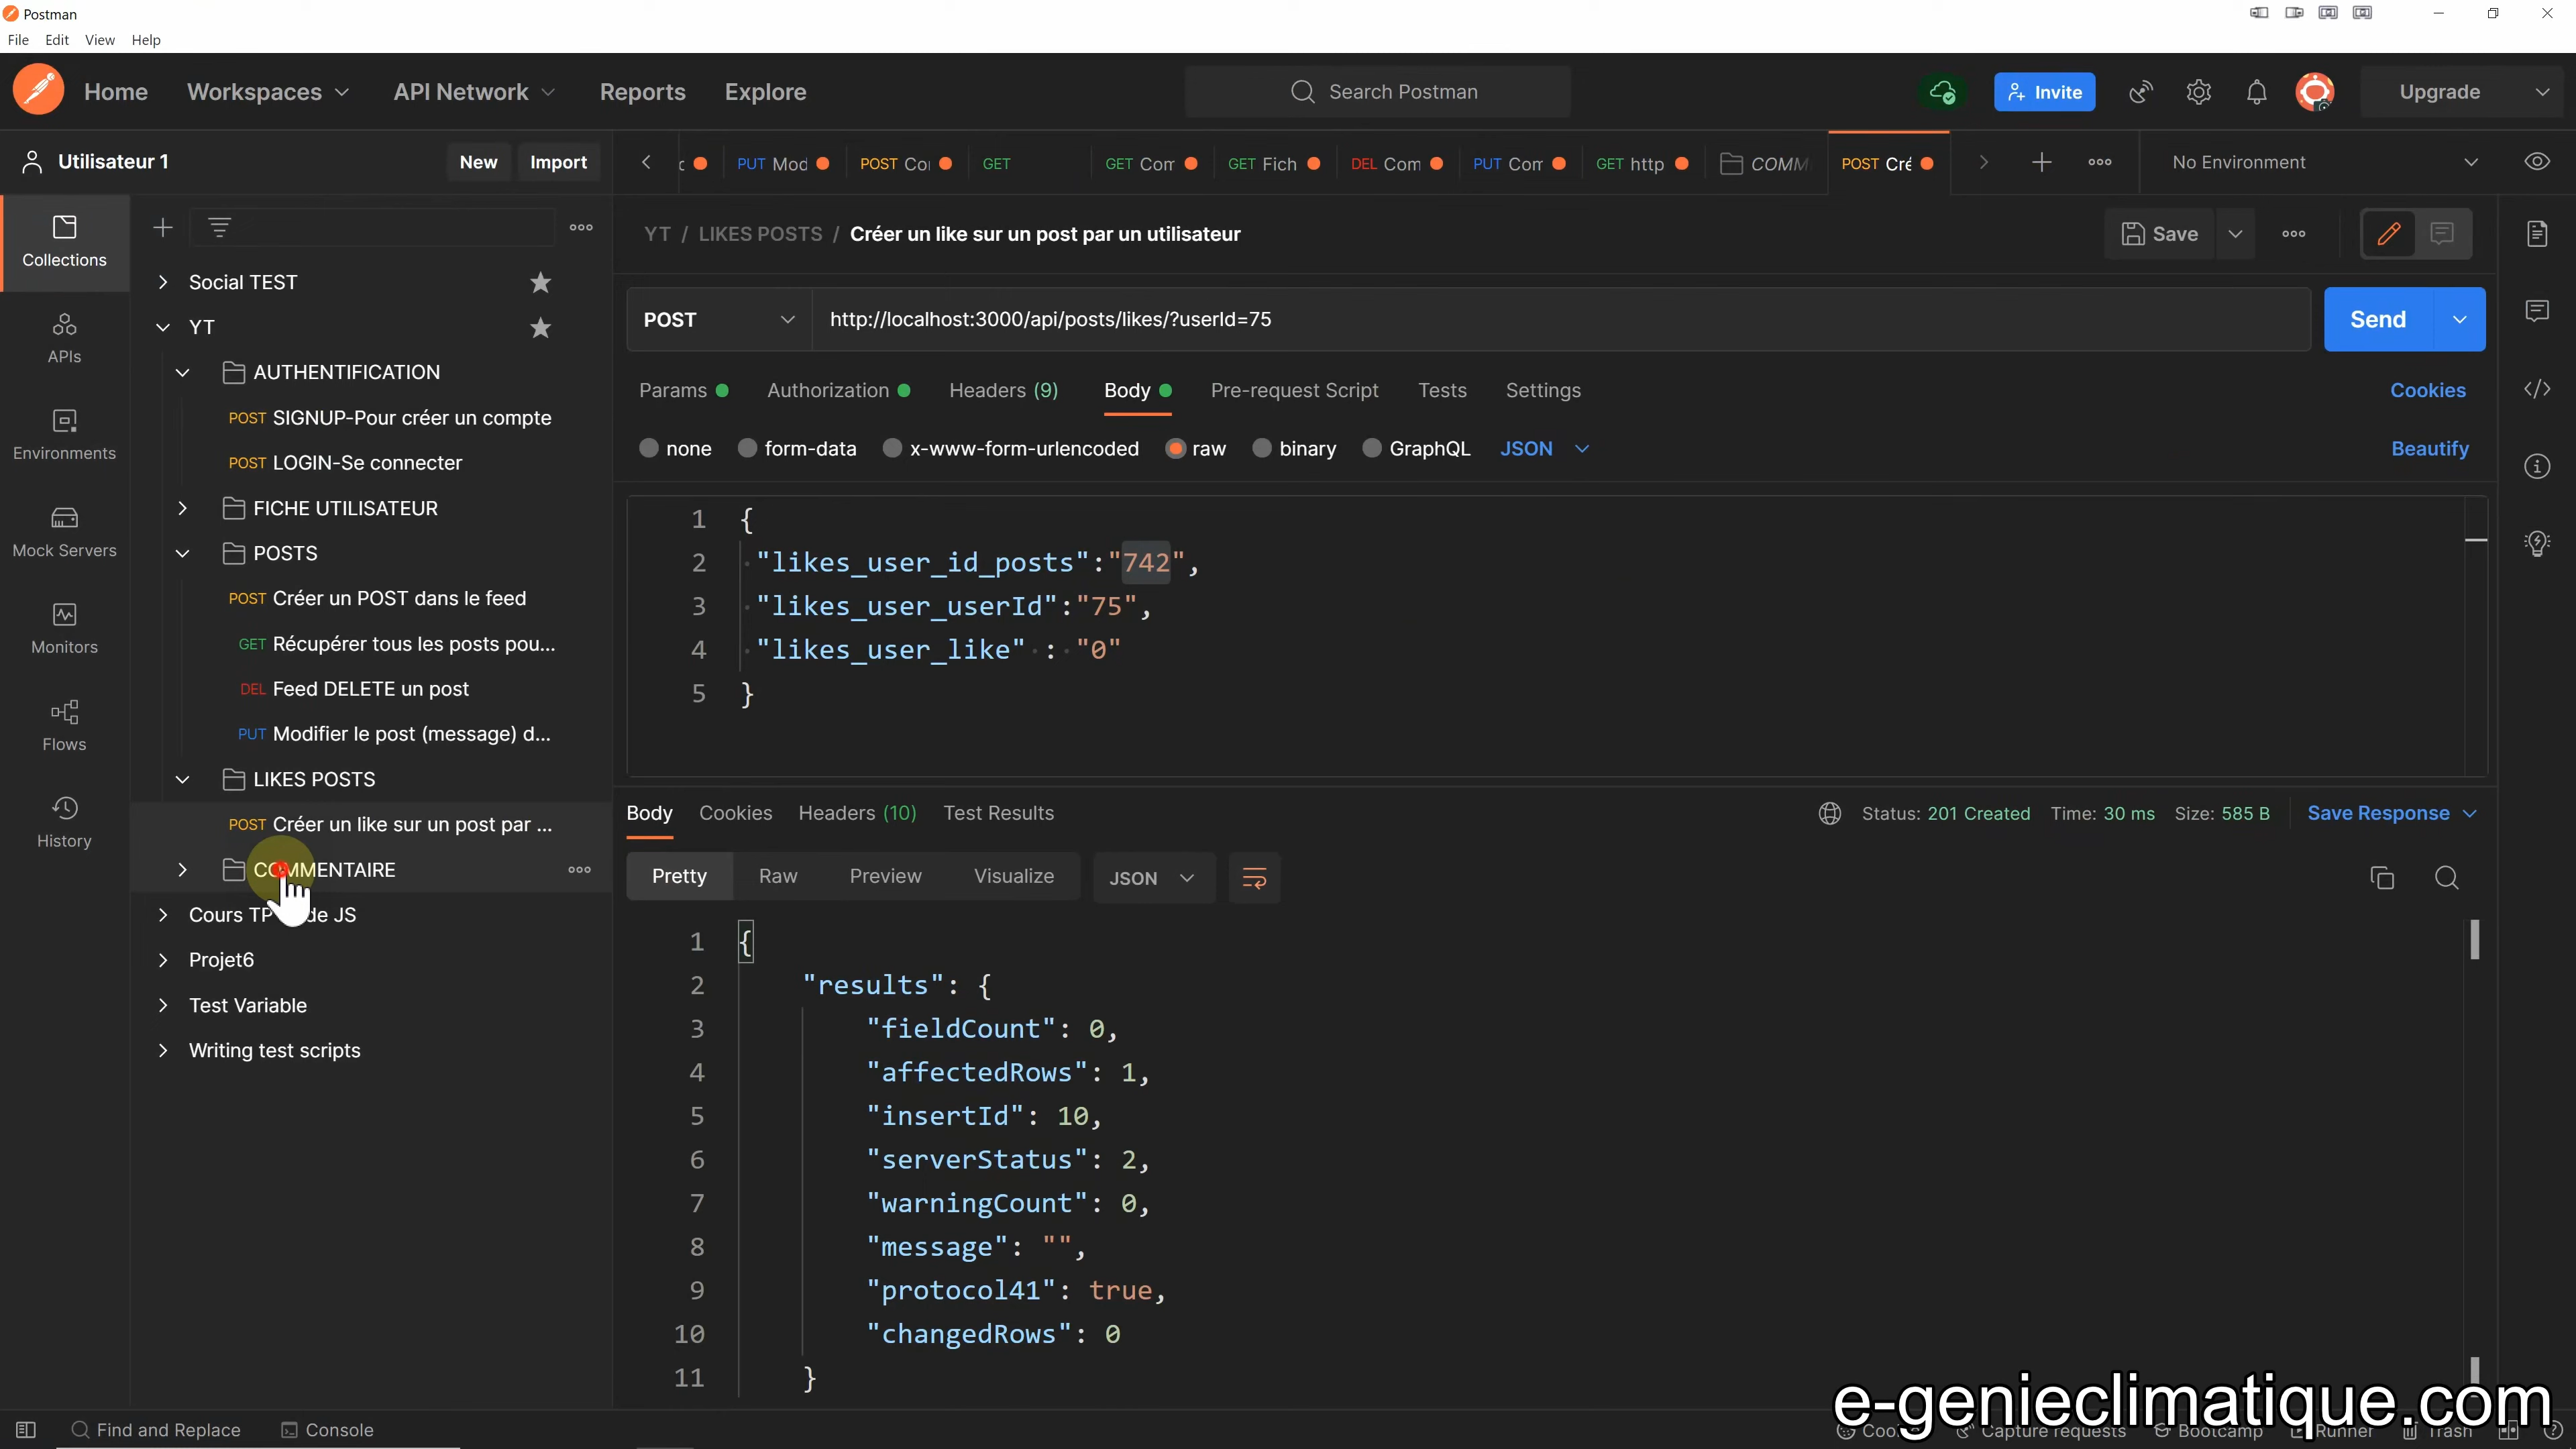 Postman
File Edit View Help
Home Workspaces API Network Reports Explore Search Postman Invite Upgrade
Utilisateur 1 New Import
PUT Mod POST Co GET GET Com GET Fich DEL Com PUT Com GET http COMM POST Cré No Environment
Collections
APIs
Environments
Mock Servers
Monitors
Flows
History
Social TEST
YT
AUTHENTIFICATION
POST SIGNUP-Pour créer un compte
POST LOGIN-Se connecter
FICHE UTILISATEUR
POSTS
POST Créer un POST dans le feed
GET Récupérer tous les posts pou...
DEL Feed DELETE un post
PUT Modifier le post (message) d...
LIKES POSTS
POST Créer un like sur un post par ...
COMMENTAIRE
Cours TP de JS
Projet6
Test Variable
Writing test scripts
YT / LIKES POSTS / Créer un like sur un post par un utilisateur Save
POST http://localhost:3000/api/posts/likes/?userId=75 Send
Params Authorization Headers (9) Body Pre-request Script Tests Settings Cookies
none form-data x-www-form-urlencoded raw binary GraphQL JSON Beautify
1 {
2 "likes_user_id_posts":"742",
3 "likes_user_userId":"75",
4 "likes_user_like" : "0"
5 }
Body Cookies Headers (10) Test Results Status: 201 Created Time: 30 ms Size: 585 B Save Response
Pretty Raw Preview Visualize JSON
1 {
2 "results": {
3 "fieldCount": 0,
4 "affectedRows": 1,
5 "insertId": 10,
6 "serverStatus": 2,
7 "warningCount": 0,
8 "message": "",
9 "protocol41": true,
10 "changedRows": 0
11 }
e-genieclimatique.com
Find and Replace Console Capture requests Bootcamp Runner Trash